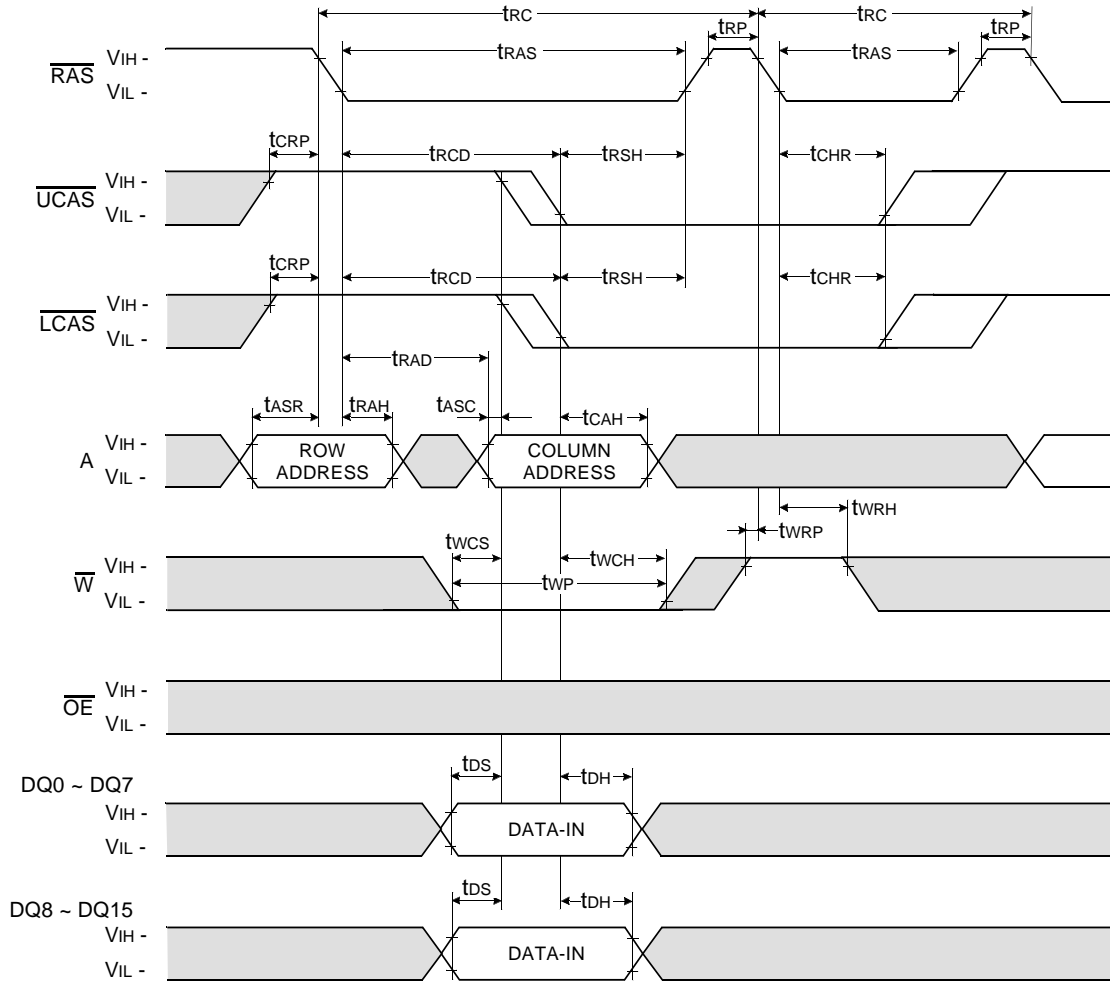 tRC tRC
tRP tRP
tRAS tRAS
RAS VIH -
VIL -
tCRP tRCD tRSH tCHR
UCAS VIH -
VIL -
tCRP tRCD tRSH tCHR
LCAS VIH -
VIL -
tRAD
tASR tRAH tASC tCAH
A VIH -
VIL -
ROW
ADDRESS
COLUMN
ADDRESS
tWRH
tWRP
tWCS tWCH
tWP
W VIH -
VIL -
OE VIH -
VIL -
DQ0 ~ DQ7
tDS tDH
VIH -
VIL -
DATA-IN
DQ8 ~ DQ15
tDS tDH
VIH -
VIL -
DATA-IN